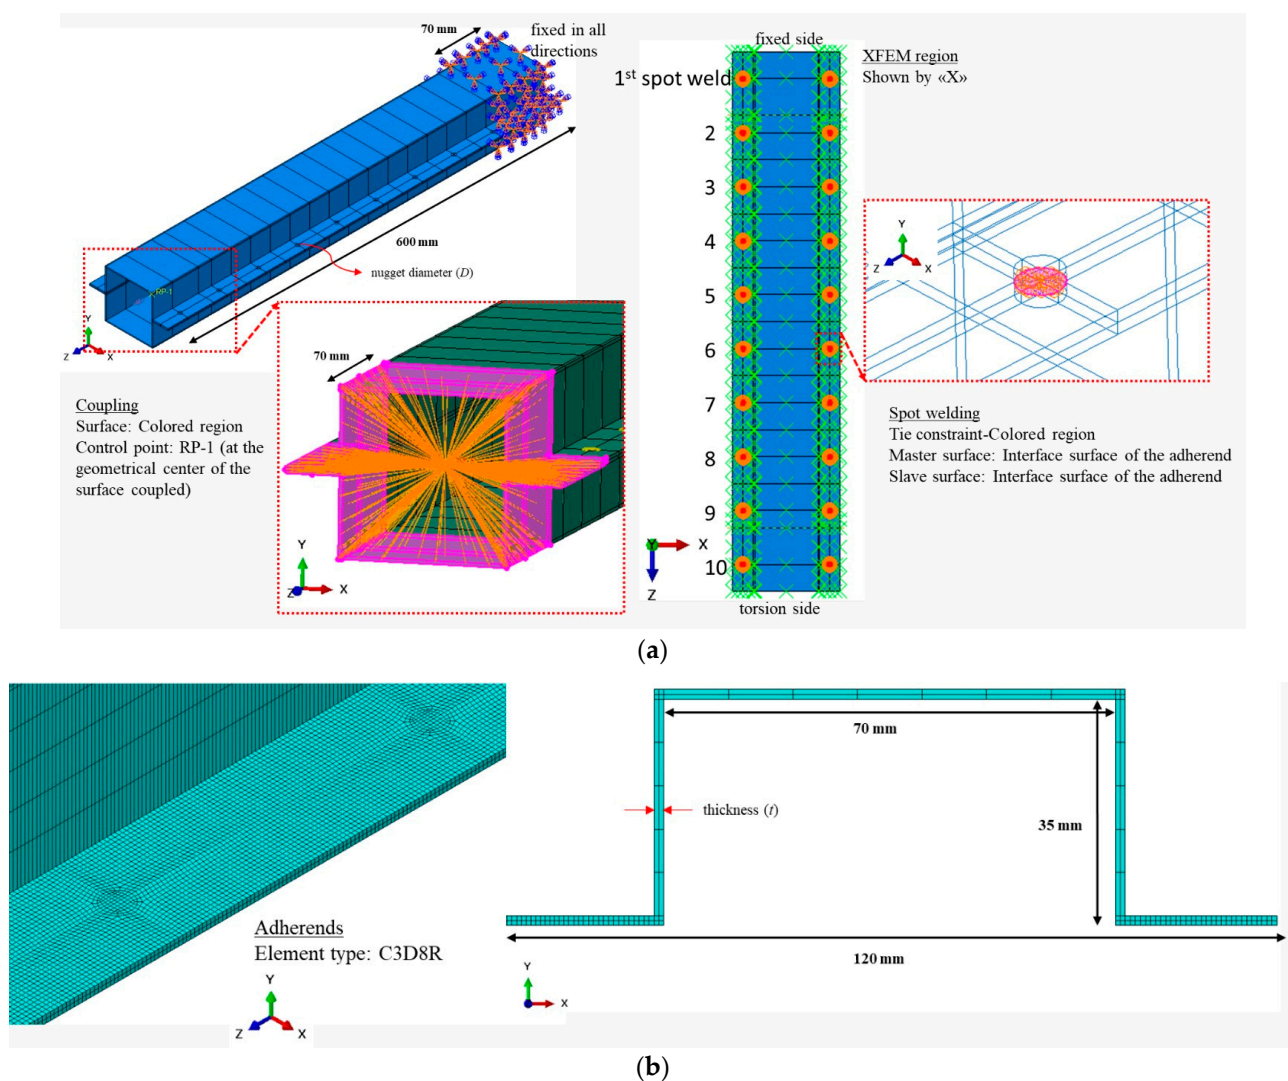 70 mm
fixed in all
directions
600 mm
nugget diameter (D)
RP-1
Y
Z
X
Coupling
Surface: Colored region
Control point: RP-1 (at the
geometrical center of the
surface coupled)
70 mm
Y
Z
X
fixed side
1st spot weld
2
3
4
5
6
7
8
9
10
Y
X
Z
torsion side
XFEM region
Shown by «X»
Y
Z
X
Spot welding
Tie constraint-Colored region
Master surface: Interface surface of the adherend
Slave surface: Interface surface of the adherend
(a)
Adherends
Element type: C3D8R
Y
Z
X
70 mm
thickness (t)
35 mm
120 mm
Y
X
(b)